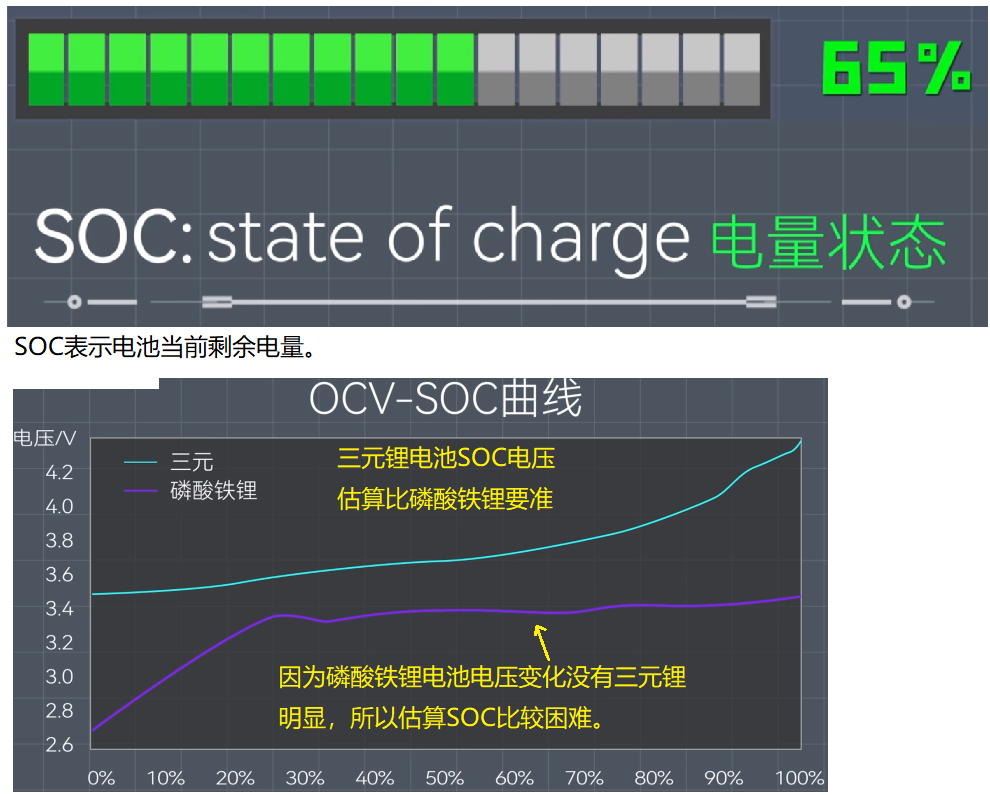 65%
SOC: state of charge 电量状态
SOC表示电池当前剩余电量。
OCV-SOC曲线
电压/V
三元
磷酸铁锂
三元锂电池SOC电压
估算比磷酸铁锂要准
4.2
4.0
3.8
3.6
3.4
3.2
3.0
2.8
2.6
因为磷酸铁锂电池电压变化没有三元锂
明显，所以估算SOC比较困难。
0% 10% 20% 30% 40% 50% 60% 70% 80% 90% 100%